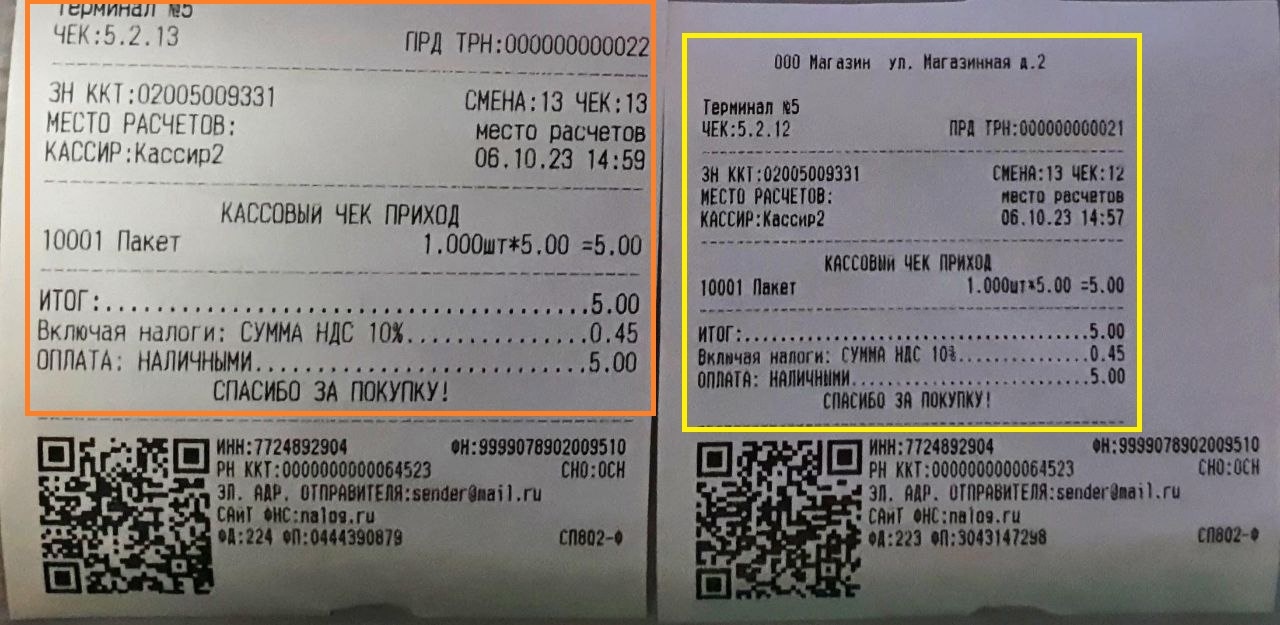 Терминал №5
ЧЕК:5.2.13 ПРД ТРН:000000000022
ЗН ККТ:02005009331 СМЕНА:13 ЧЕК:13
МЕСТО РАСЧЕТОВ: место расчетов
КАССИР:Кассир2 06.10.23 14:59
КАССОВЫЙ ЧЕК ПРИХОД
10001 Пакет 1.000шт*5.00 =5.00
ИТОГ:..................................5.00
Включая налоги: СУММА НДС 10%...............0.45
ОПЛАТА: НАЛИЧНЫМИ.........................5.00
СПАСИБО ЗА ПОКУПКУ!
ИНН:7724892904 ФН:9999078902009510
РН ККТ:0000000000064523 СНО:ОСН
ЭЛ. АДР. ОТПРАВИТЕЛЯ:sender@mail.ru
САЙТ ФНС:nalog.ru
ФД:224 ФП:0444390879 СП802-Ф
ООО Магазин ул. Магазинная д.2
Терминал №5
ЧЕК:5.2.12 ПРД ТРН:000000000021
ЗН ККТ:02005009331 СМЕНА:13 ЧЕК:12
МЕСТО РАСЧЕТОВ: место расчетов
КАССИР:Кассир2 06.10.23 14:57
КАССОВЫЙ ЧЕК ПРИХОД
10001 Пакет 1.000шт*5.00 =5.00
ИТОГ:..................................5.00
Включая налоги: СУММА НДС 10%...............0.45
ОПЛАТА: НАЛИЧНЫМИ.........................5.00
СПАСИБО ЗА ПОКУПКУ!
ИНН:7724892904 ФН:9999078902009510
РН ККТ:0000000000064523 СНО:ОСН
ЭЛ. АДР. ОТПРАВИТЕЛЯ:sender@mail.ru
САЙТ ФНС:nalog.ru
ФД:223 ФП:3043147298 СП802-Ф